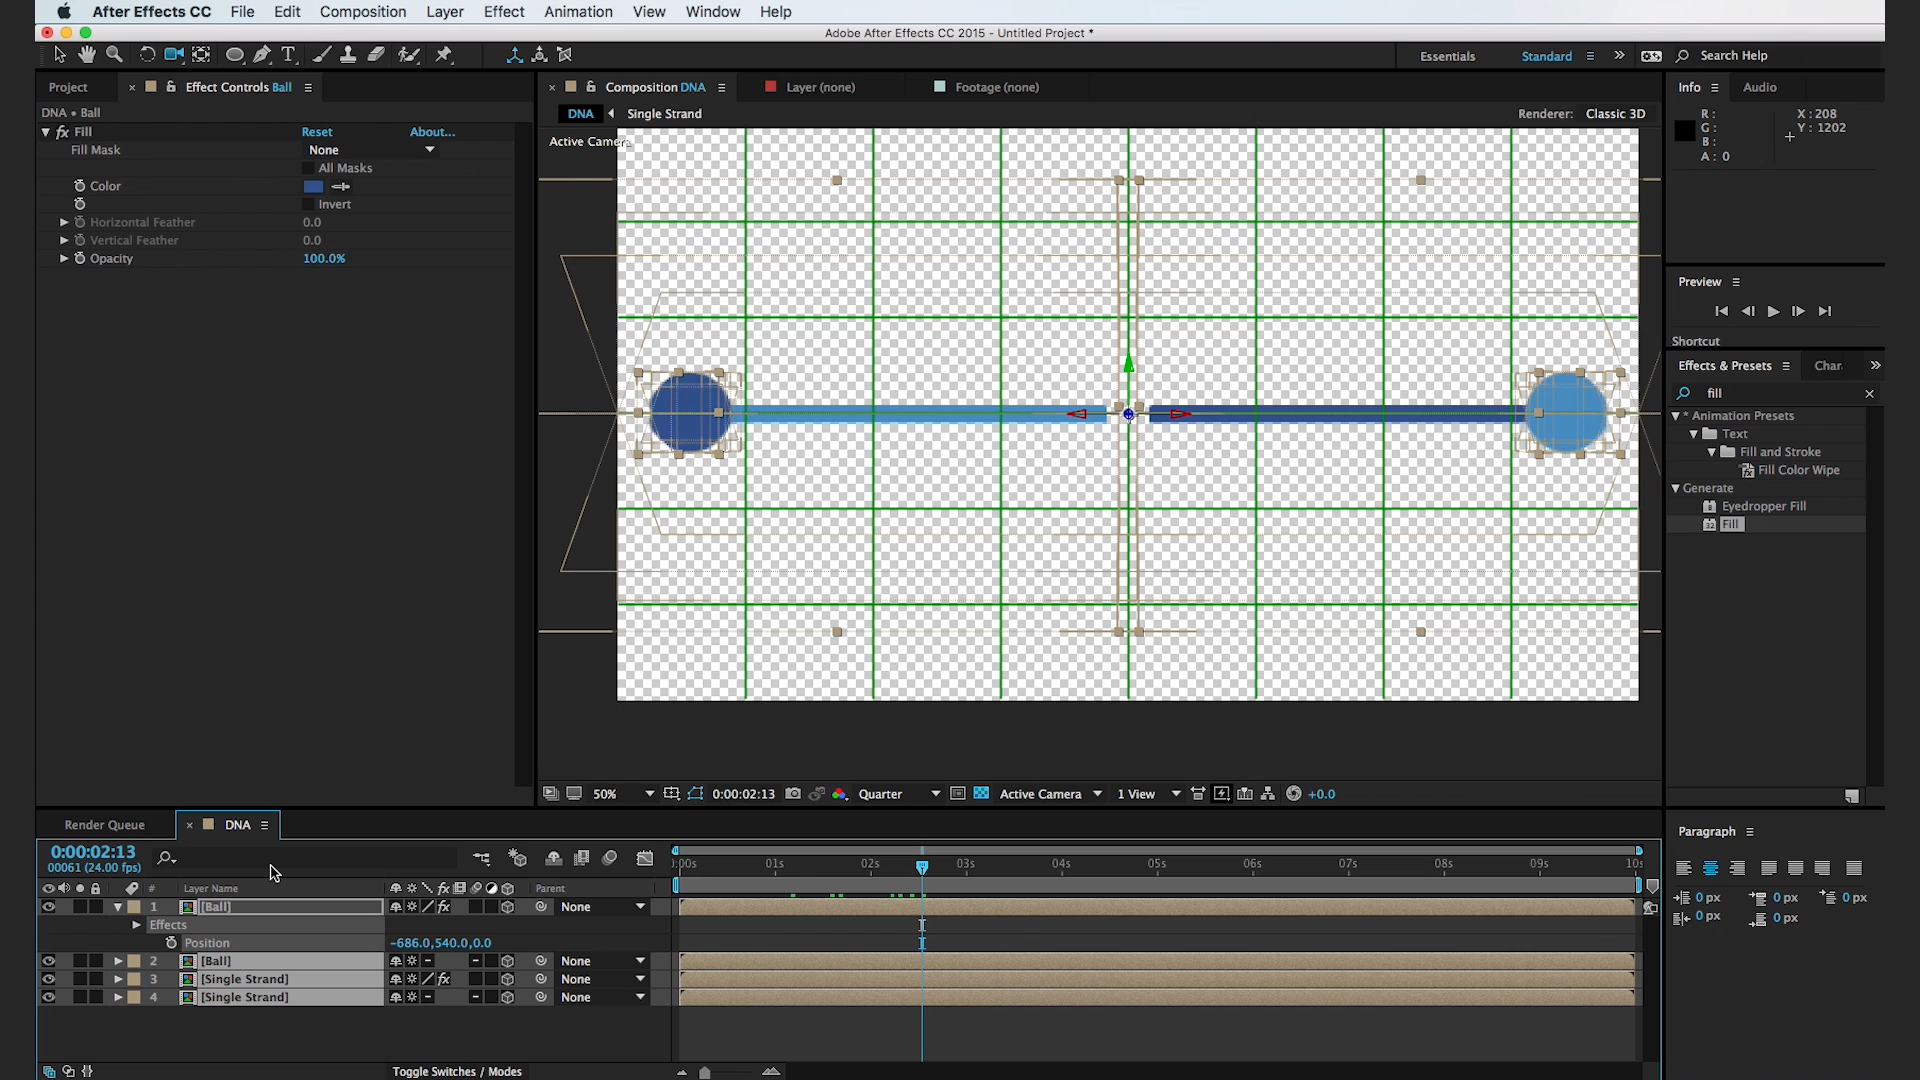 After Effects CC File Edit Composition Layer Effect Animation View Window Help
Adobe After Effects CC 2015 - Untitled Project *
Essentials Standard Search Help
Project Effect Controls Ball Composition DNA Layer (none) Footage (none) Info Audio
DNA • Ball
DNA Single Strand Renderer: Classic 3D
R: X: 208
G: Y: 1202
B:
A: 0
fx Fill Reset About...
Active Camera
Fill Mask None
All Masks
Color
Invert
Horizontal Feather 0.0
Vertical Feather 0.0
Opacity 100.0%
Preview
Shortcut
Effects & Presets Char
fill
* Animation Presets
Text
Fill and Stroke
Fill Color Wipe
Generate
Eyedropper Fill
32 Fill
50% 0:00:02:13 Quarter Active Camera 1 View +0.0
Render Queue DNA
Paragraph
0:00:02:13
00061 (24.00 fps)
:00s 01s 02s 03s 04s 05s 06s 07s 08s 09s 10s
# Layer Name fx Parent
1 [Ball] fx None
Effects
Position -686.0,540.0,0.0
2 [Ball] None
3 [Single Strand] fx None
4 [Single Strand] None
0 px 0 px 0 px
0 px 0 px
Toggle Switches / Modes